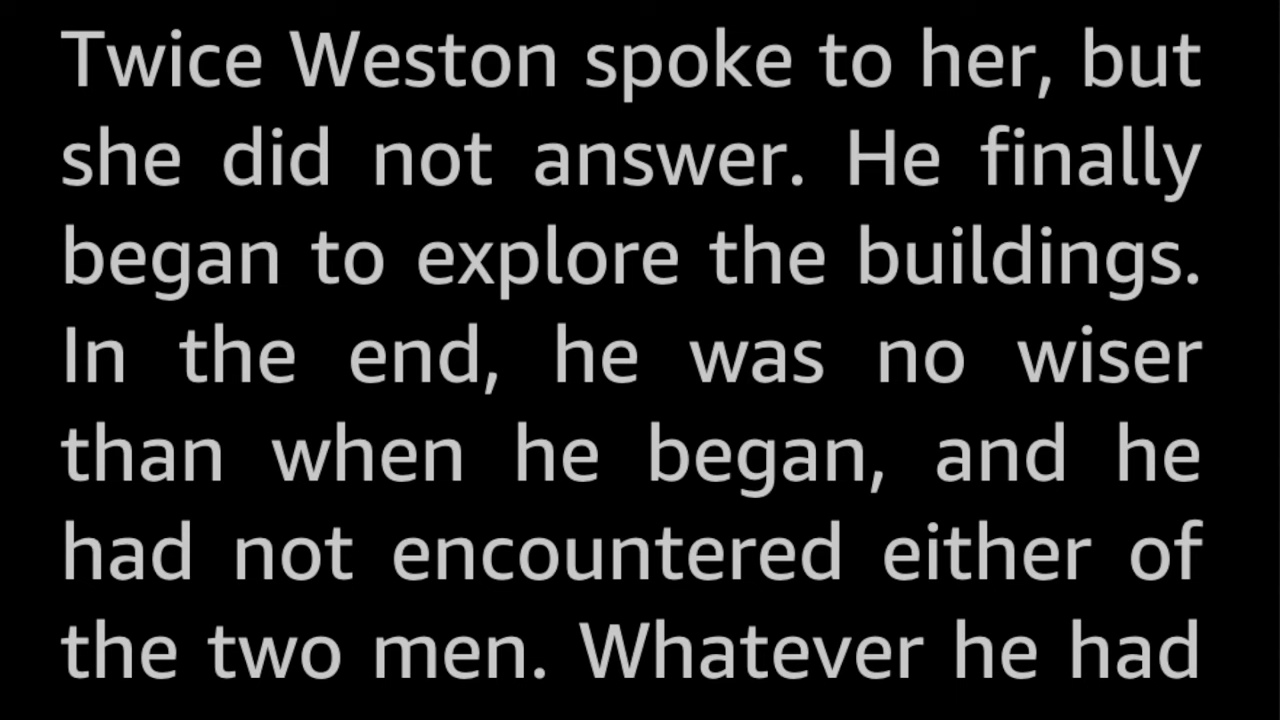 Twice Weston spoke to her, but
she did not answer. He finally
began to explore the buildings.
In the end, he was no wiser
than when he began, and he
had not encountered either of
the two men. Whatever he had